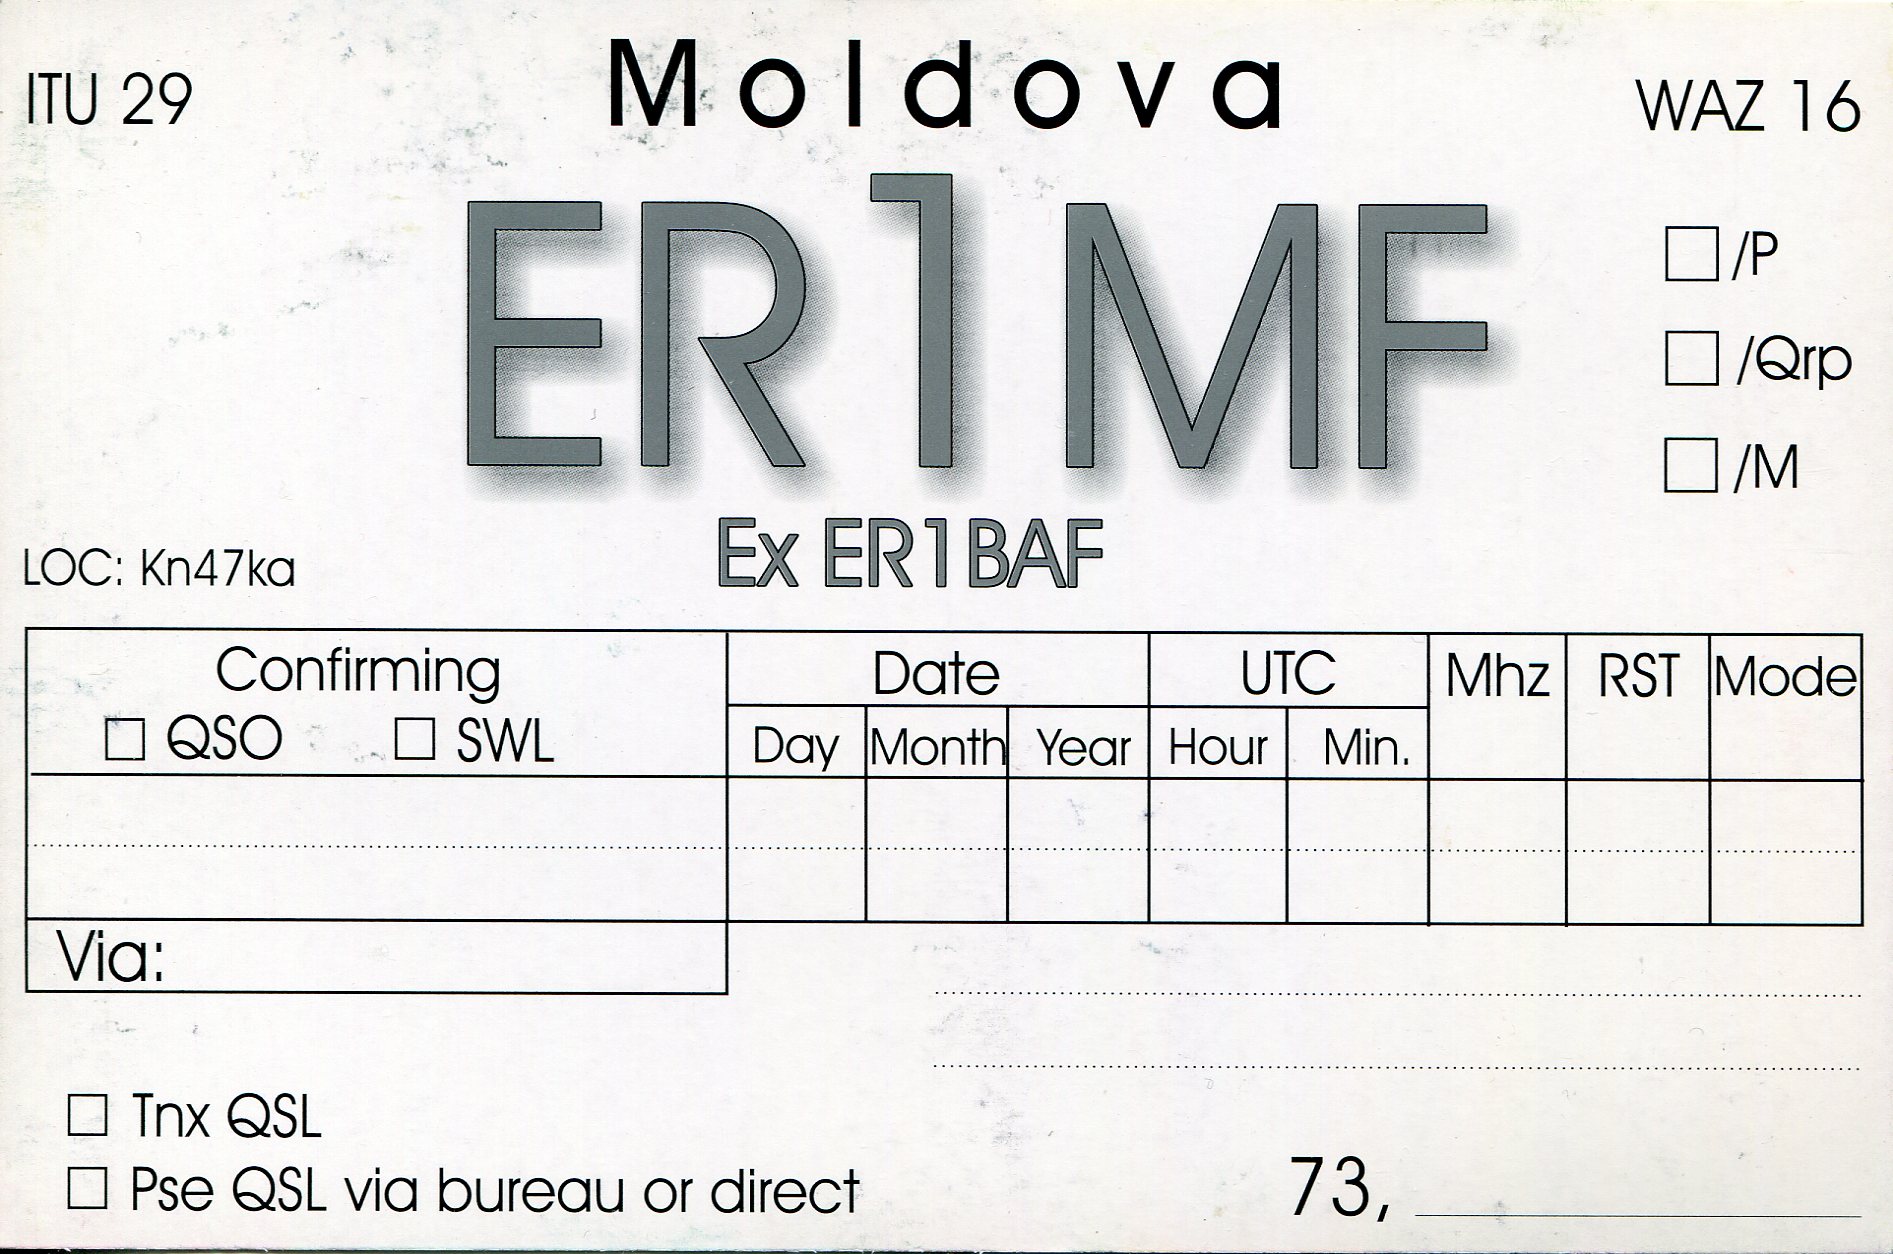 Moldova
ITU 29
WAZ 16
ER1MF
/P
/Qrp
/M
Ex ER1BAF
LOC: Kn47ka
Confirming
QSO SWL
Date UTC Mhz RST Mode
Day Month Year Hour Min.
Via:
Tnx QSL
Pse QSL via bureau or direct
73,